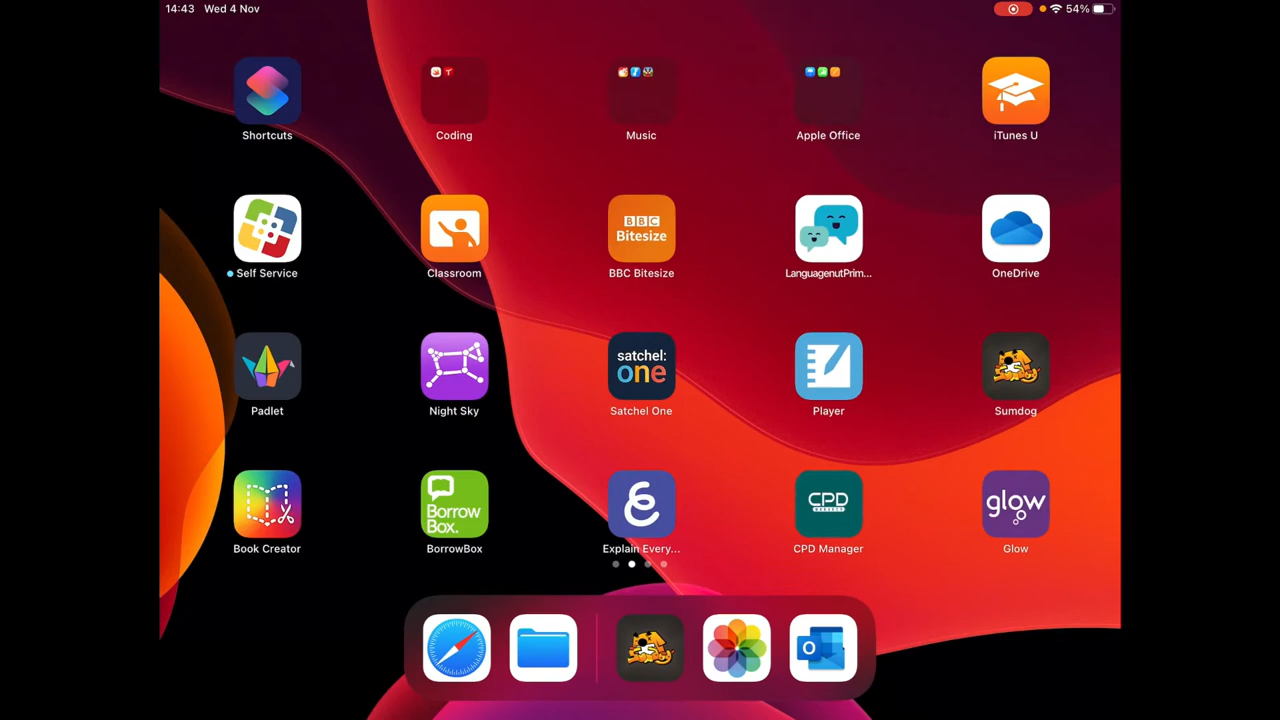 14:43 Wed 4 Nov
54%
Shortcuts
Coding
Music
Apple Office
iTunes U
BBC
Bitesize
Self Service
Classroom
BBC Bitesize
LanguagenutPrim...
OneDrive
satchel:
one
Padlet
Night Sky
Satchel One
Player
Sumdog
Borrow
Box.
CPD
MANAGER
glow
Book Creator
BorrowBox
Explain Every...
CPD Manager
Glow
O